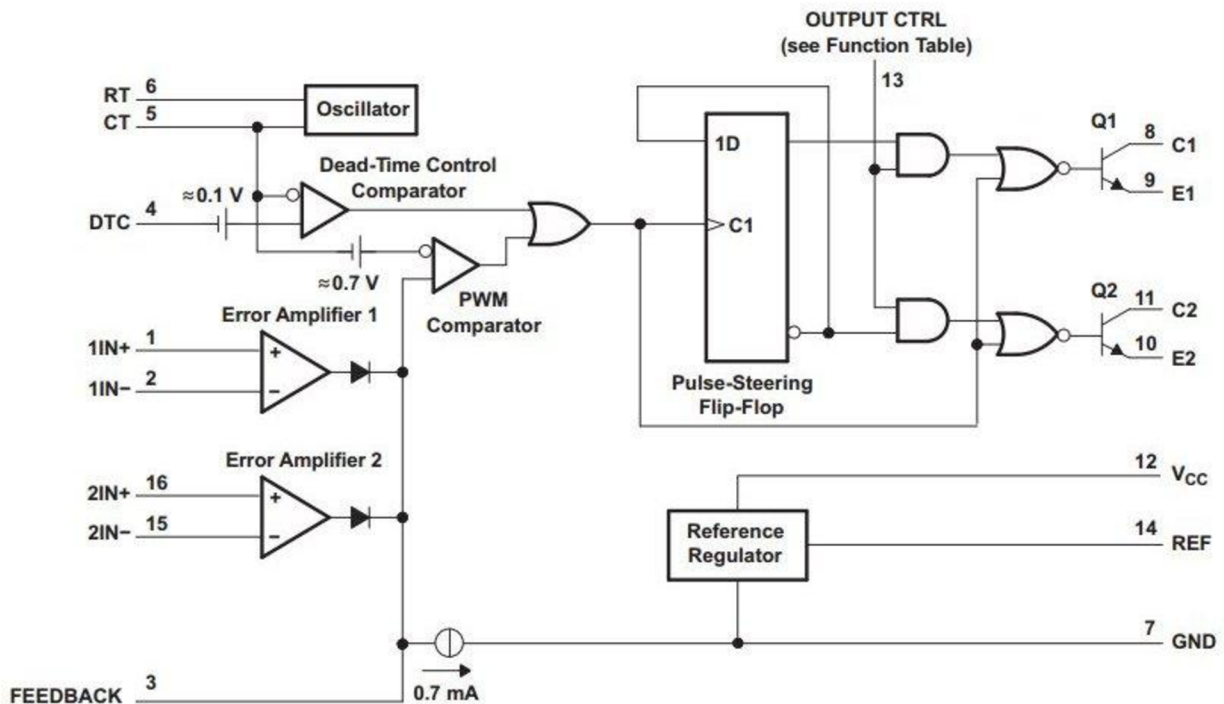 OUTPUT CTRL
(see Function Table)
13
RT 6
CT 5
Oscillator
Dead-Time Control
Comparator
≈0.1 V
DTC 4
≈0.7 V
PWM
Comparator
1D
C1
Pulse-Steering
Flip-Flop
Q1
8 C1
9 E1
Q2
11 C2
10 E2
Error Amplifier 1
1IN+ 1
1IN− 2
+
−
Error Amplifier 2
2IN+ 16
2IN− 15
+
−
12 VCC
Reference
Regulator
14 REF
7 GND
0.7 mA
FEEDBACK 3